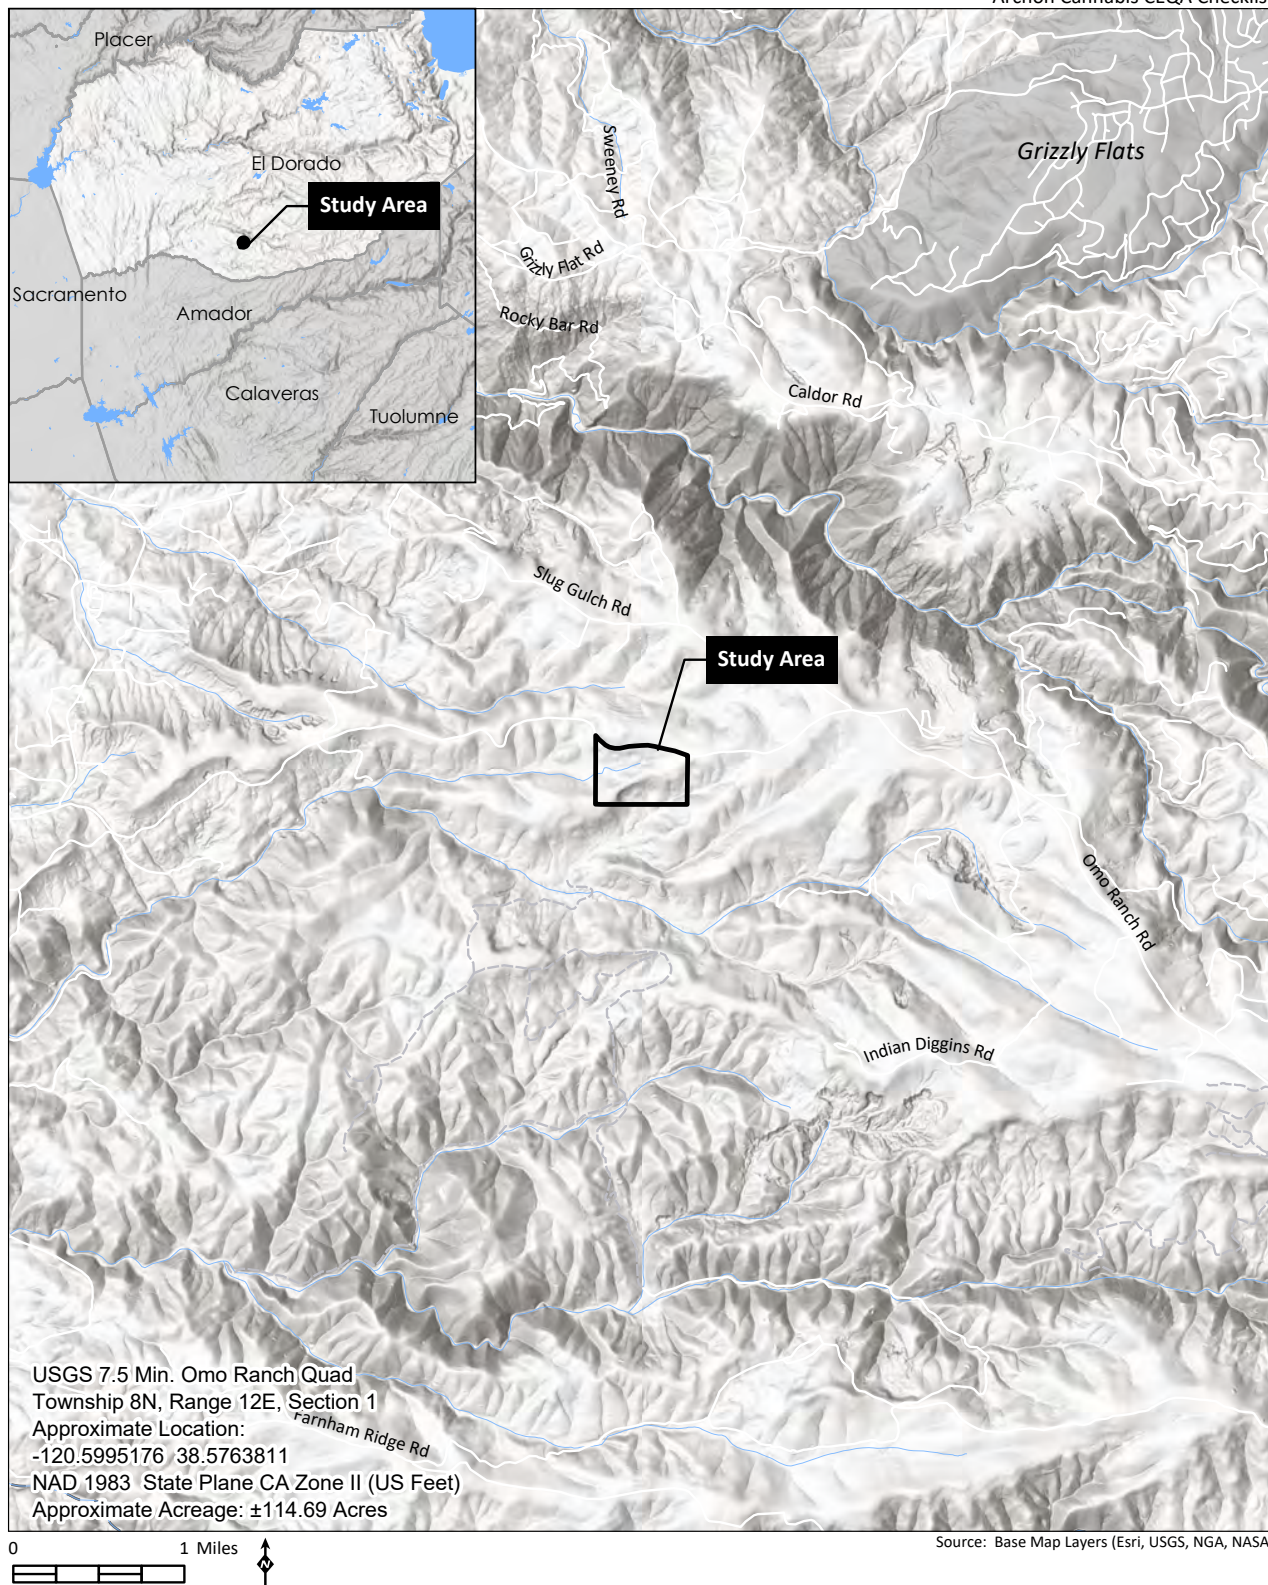 Archon Cannabis CEQA Checklist
Placer
El Dorado
Study Area
Sacramento
Amador
Calaveras
Tuolumne
Grizzly Flats
Sweeney Rd
Grizzly Flat Rd
Rocky Bar Rd
Caldor Rd
Slug Gulch Rd
Study Area
Omo Ranch Rd
Indian Diggins Rd
Farnham Ridge Rd
USGS 7.5 Min. Omo Ranch Quad
Township 8N, Range 12E, Section 1
Approximate Location:
-120.5995176 38.5763811
NAD 1983 State Plane CA Zone II (US Feet)
Approximate Acreage: ±114.69 Acres
0 1 Miles
N
Source: Base Map Layers (Esri, USGS, NGA, NASA